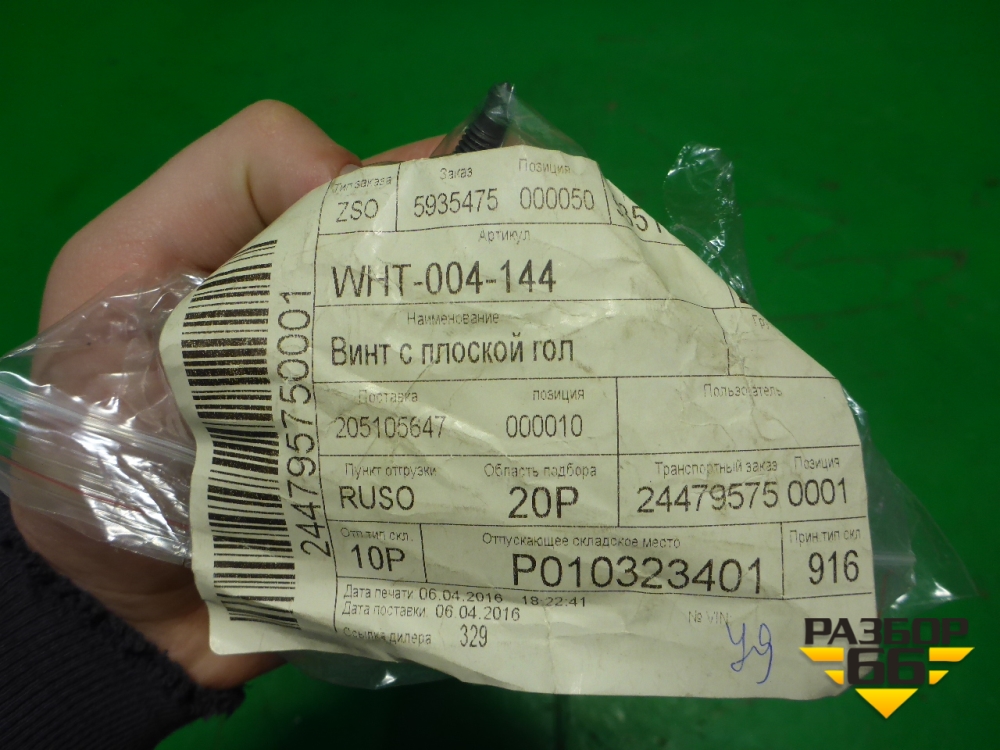 Тип заказа Заказ Позиция
ZSO 5935475 000050
Артикул
WHT-004-144
Наименование
Винт с плоской гол
Доставка позиция Пользователь
205105647 000010
Пункт отгрузки Область подбора Транспортный заказ Позиция
RUSO 20P 24479575 0001
Отп.тип скл. Отпускающее складское место Прин.тип скл
10P P010323401 916
Дата печати 06.04.2016 18:22:41
Дата поставки 06.04.2016
Ссылка дилера 329
№ VIN
244795750001
РАЗБОР
66